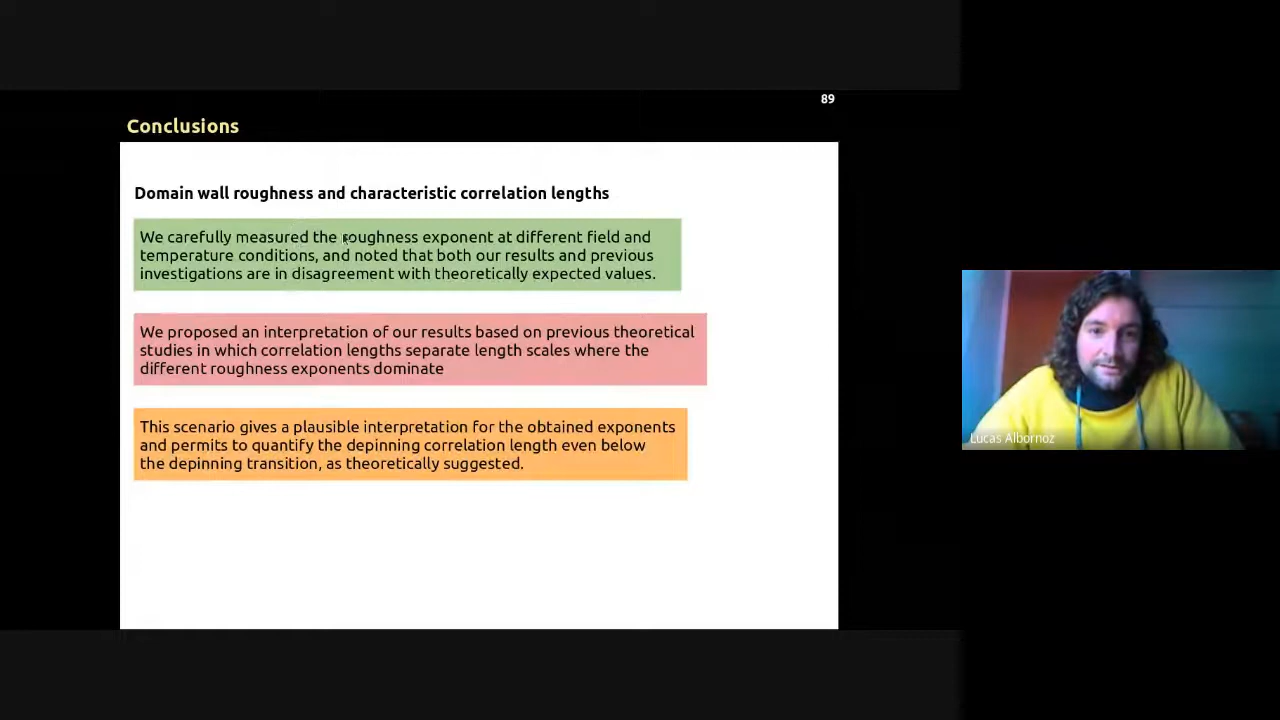 89
Conclusions
Domain wall roughness and characteristic correlation lengths
We carefully measured the roughness exponent at different field and
temperature conditions, and noted that both our results and previous
investigations are in disagreement with theoretically expected values.
We proposed an interpretation of our results based on previous theoretical
studies in which correlation lengths separate length scales where the
different roughness exponents dominate
This scenario gives a plausible interpretation for the obtained exponents
and permits to quantify the depinning correlation length even below
the depinning transition, as theoretically suggested.
Lucas Albornoz